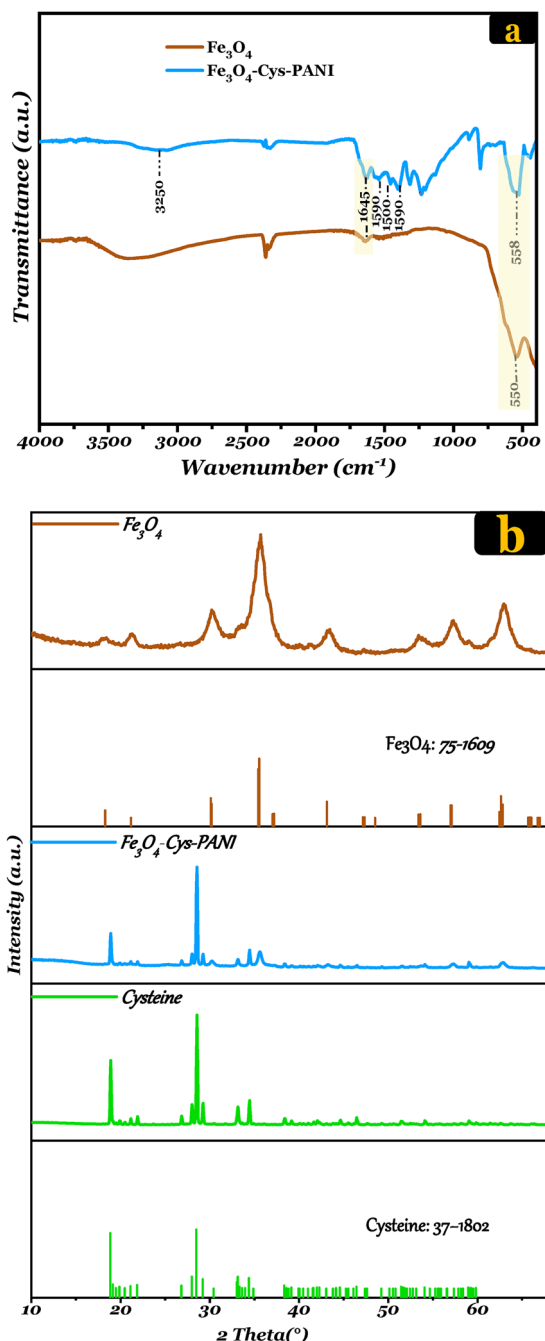 a
Fe₃O₄
Fe₃O₄-Cys-PANI
Transmittance (a.u.)
3250
1645
1590
1500
1590
558
550
4000 3500 3000 2500 2000 1500 1000 500
Wavenumber (cm⁻¹)
b
Fe₃O₄
Fe3O4: 75-1609
Fe₃O₄-Cys-PANI
Intensity (a.u.)
Cysteine
Cysteine: 37–1802
10 20 30 40 50 60
2 Theta(°)